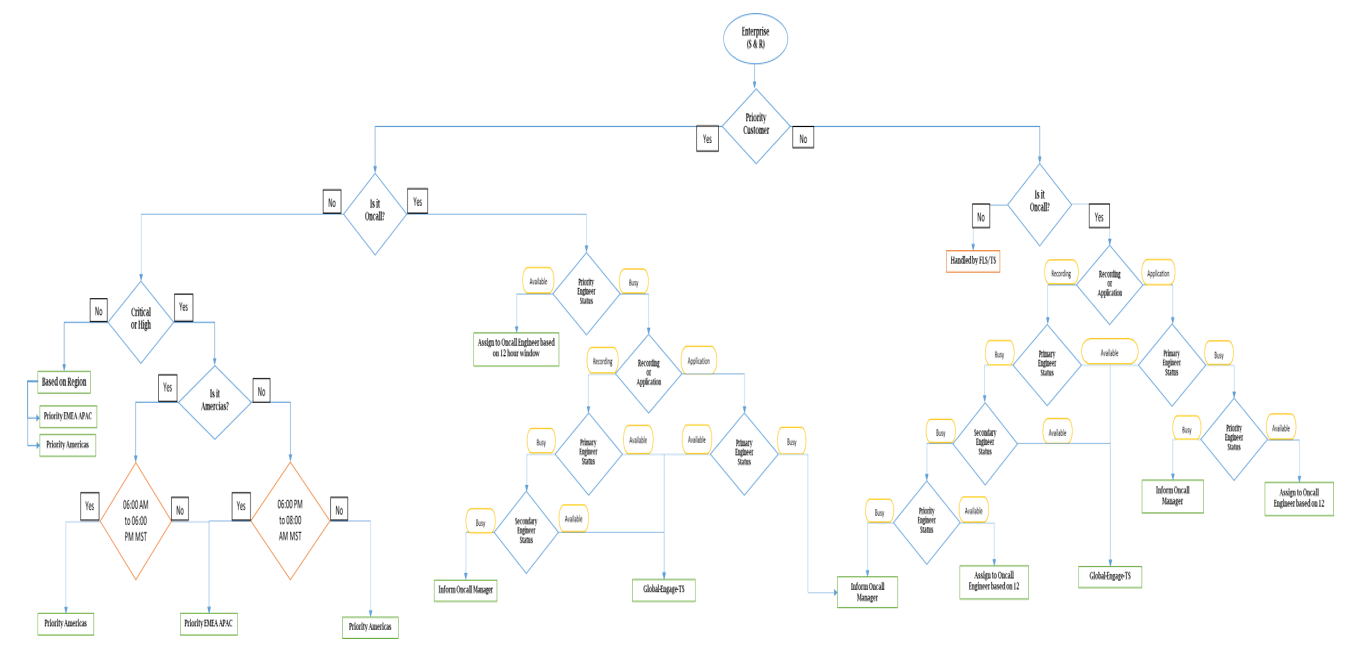 Enterprise
(S & R)
Priority
Customer
Yes
No
Is it
Oncall?
No
Yes
Is it
Oncall?
No
Yes
Handled by FLS/TS
Critical
or High
No
Yes
Based on Region
Priority EMEA APAC
Priority Americas
Is it
Amercias?
Yes
No
06:00 AM
to 06:00
PM MST
Yes
No
06:00 PM
to 08:00
AM MST
Yes
No
Priority Americas
Priority EMEA APAC
Priority Americas
Priority
Engineer
Status
Available
Busy
Assign to Oncall Engineer based
on 12 hour window
Recording
or
Application
Recording
Application
Primary
Engineer
Status
Busy
Available
Primary
Engineer
Status
Available
Busy
Secondary
Engineer
Status
Busy
Available
Inform Oncall Manager
Global-Engage-TS
Inform Oncall
Manager
Recording
or
Application
Recording
Application
Primary
Engineer
Status
Busy
Available
Primary
Engineer
Status
Busy
Secondary
Engineer
Status
Busy
Available
Priority
Engineer
Status
Busy
Available
Assign to Oncall
Engineer based on 12
Global-Engage-TS
Priority
Engineer
Status
Busy
Available
Inform Oncall
Manager
Assign to Oncall
Engineer based on 12